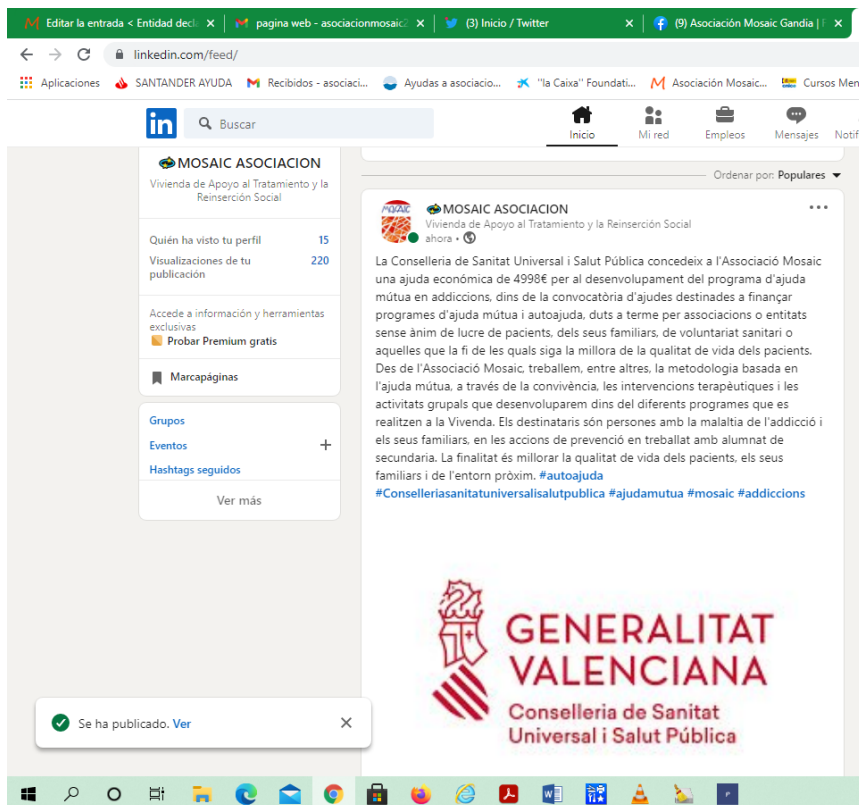 Editar la entrada < Entidad decla
pagina web - asociacionmosaic2
(3) Inicio / Twitter
(9) Asociación Mosaic Gandia | F
linkedin.com/feed/
Aplicaciones
SANTANDER AYUDA
Recibidos - asociaci...
Ayudas a asociacio...
"la Caixa" Foundati...
Asociación Mosaic...
Cursos Men
in
Buscar
Inicio
Mi red
Empleos
Mensajes
Notif
MOSAIC ASOCIACION
Vivienda de Apoyo al Tratamiento y la
Reinserción Social
Quién ha visto tu perfil 15
Visualizaciones de tu 220
publicación
Accede a información y herramientas
exclusivas
Probar Premium gratis
Marcapáginas
Grupos
Eventos +
Hashtags seguidos
Ver más
Ordenar por: Populares
MOSAIC
MOSAIC ASOCIACION
Vivienda de Apoyo al Tratamiento y la Reinserción Social
ahora •
La Conselleria de Sanitat Universal i Salut Pública concedeix a l'Associació Mosaic
una ajuda económica de 4998€ per al desenvolupament del programa d'ajuda
mútua en addiccions, dins de la convocatòria d'ajudes destinades a finançar
programes d'ajuda mútua i autoajuda, duts a terme per associacions o entitats
sense ànim de lucre de pacients, dels seus familiars, de voluntariat sanitari o
aquelles que la fi de les quals siga la millora de la qualitat de vida dels pacients.
Des de l'Associació Mosaic, treballem, entre altres, la metodologia basada en
l'ajuda mútua, a través de la convivència, les intervencions terapèutiques i les
activitats grupals que desenvoluparem dins del diferents programes que es
realitzen a la Vivenda. Els destinataris són persones amb la malaltia de l'addicció i
els seus familiars, en les accions de prevenció en treballat amb alumnat de
secundaria. La finalitat és millorar la qualitat de vida dels pacients, els seus
familiars i de l'entorn pròxim. #autoajuda
#Conselleriasanitatuniversalisalutpublica #ajudamutua #mosaic #addiccions
GENERALITAT
VALENCIANA
Conselleria de Sanitat
Universal i Salut Pública
Se ha publicado. Ver